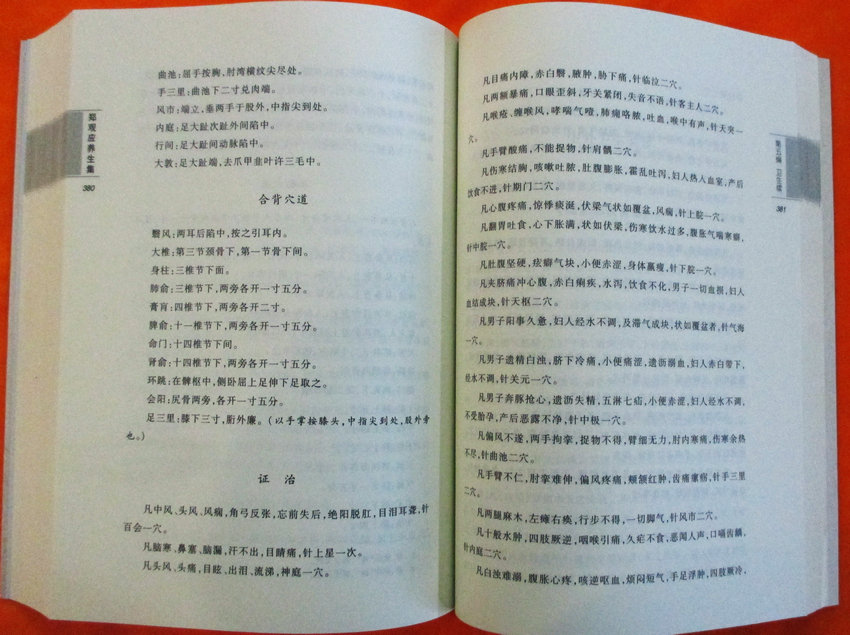 曲池:屈手按胸,肘湾横纹尖尽处。
手三里:曲池下二寸兑肉端。
风市:端立,垂两手于股外,中指尖到处。
内庭:足大趾次趾外间陷中。
行间:足大趾间动脉陷中。
大敦:足大趾端,去爪甲韭叶许三毛中。
郑观应养生集
380
合背穴道
翳风:两耳后陷中,按之引耳内。
大椎:第三节颈骨下,第一节骨下间。
身柱:三椎节下面。
肺俞:三椎节下,两旁各开一寸五分。
膏肓:四椎节下,两旁各开二寸。
脾俞:十一椎节下,两旁各开一寸五分。
命门:十四椎节下间。
肾俞:十四椎节下,两旁各开一寸五分。
环跳:在髀枢中,侧卧屈上足伸下足取之。
会阳:尻骨两旁,各开一寸五分。
足三里:膝下三寸,胻外廉。(以手掌按膝头,中指尖到处,股外旁
也。)
证 治
凡中风、头风、风痫,角弓反张,忘前失后,绝阳脱肛,目泪耳聋,针
百会一穴。
凡脑寒、鼻塞、脑漏,汗不出,目睛痛,针上星一次。
凡头风、头痛,目眩、出泪、流涕,神庭一穴。
凡目痛内障,赤白翳,腋肿,胁下痛,针临泣二穴。
凡两颊暴痛,口眼歪斜,牙关紧闭,失音不语,针客主人二穴。
凡喉疮、缠喉风,哮喘气噎,肺痈咯脓,吐血,喉中有声,针天突一
穴。
凡手臂酸痛,不能捉物,针肩髃二穴。
凡伤寒结胸,咳嗽吐脓,肚腹膨胀,霍乱吐泻,妇人热入血室,产后
饮食不进,针期门二穴。
凡心腹疼痛,惊悸痰涎,伏梁气状如覆盆,风痫,针上脘一穴。
凡翻胃吐食,心下胀满,状如伏梁,伤寒饮水过多,腹胀气喘寒癖,
针中脘一穴。
凡肚腹坚硬,痃癖气块,小便赤涩,身体羸瘦,针下脘一穴。
凡夹脐痛冲心腹,赤白痢疾,水泻,饮食不化,男子一切血损,妇人
血结成块,针天枢二穴。
凡男子阳事久惫,妇人经水不调,及滞气成块,状如覆盆者,针气海
一穴。
凡男子遗精白浊,脐下冷痛,小便痛涩,遗沥溺血,妇人赤白带下,
经水不调,针关元一穴。
凡男子奔豚抢心,遗沥失精,五淋七疝,小便赤涩,妇人经水不调,
不受胎孕,产后恶露不净,针中极一穴。
凡偏风不遂,两手拘挛,捉物不得,臂细无力,肘内寒痛,伤寒余热
不尽,针曲池二穴。
凡手臂不仁,肘挛难伸,偏风疼痛,颊颔红肿,齿痛瘰疬,针手三里
二穴。
凡两腿麻木,左瘫右痪,行步不得,一切脚气,针风市二穴。
凡十般水肿,四肢厥逆,咽喉引痛,久疟不食,恶闻人声,口噤齿龋,
针内庭二穴。
凡白浊难溺,腹胀心疼,咳逆呕血,烦闷短气,手足浮肿,四肢厥冷,
第五编 卫生续
381